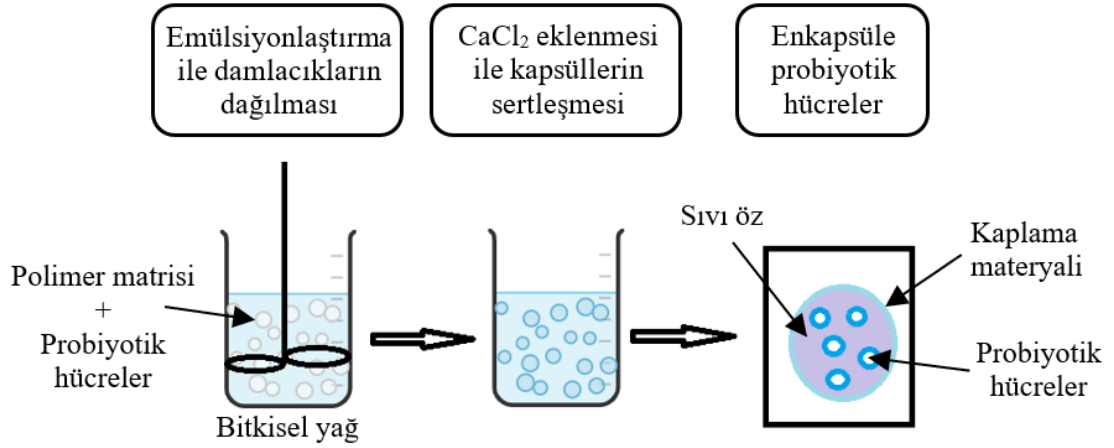 Emülsiyonlaştırma
ile damlacıkların
dağılması
CaCl₂ eklenmesi
ile kapsüllerin
sertleşmesi
Enkapsüle
probiyotik
hücreler
Polimer matrisi
+
Probiyotik
hücreler
Bitkisel yağ
Sıvı öz
Kaplama
materyali
Probiyotik
hücreler